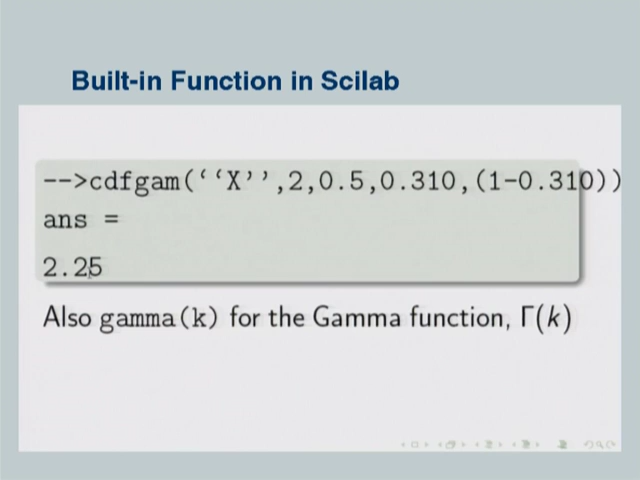 Built-in Function in Scilab
-->cdfgam(‘‘X’’,2,0.5,0.310,(1-0.310))
ans =
2.25
Also gamma(k) for the Gamma function, Γ(k)